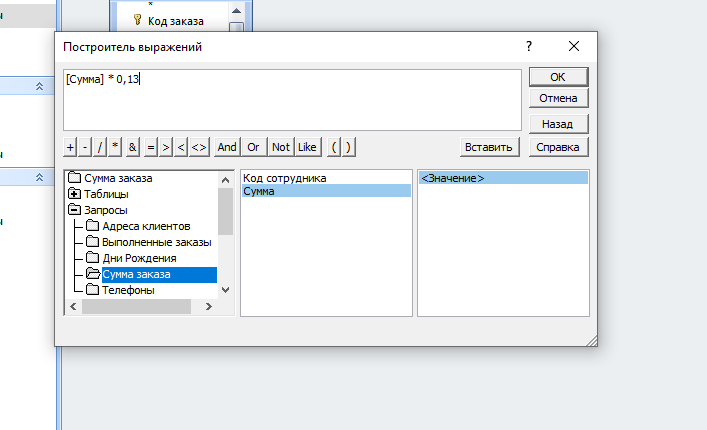 *
Код заказа
Построитель выражений
?
[Сумма] * 0,13
ОК
Отмена
Назад
+ - / * & = > < <> And Or Not Like ( )
Вставить
Справка
Сумма заказа
Таблицы
Запросы
Адреса клиентов
Выполненные заказы
Дни Рождения
Сумма заказа
Телефоны
Код сотрудника
Сумма
<Значение>